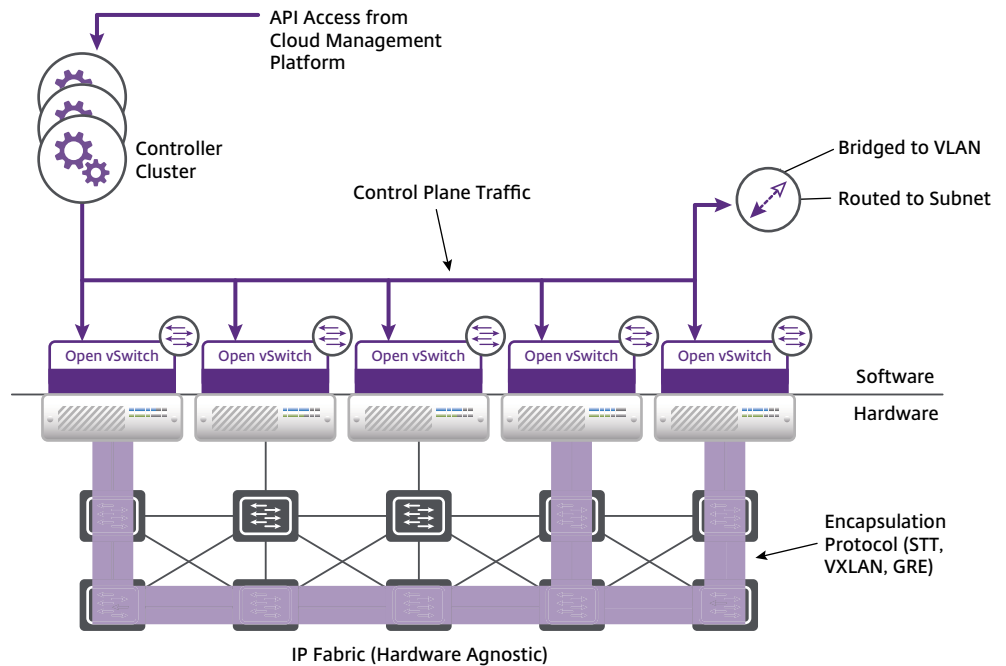 API Access from
Cloud Management
Platform
Controller
Cluster
Control Plane Traffic
Bridged to VLAN
Routed to Subnet
Open vSwitch
Open vSwitch
Open vSwitch
Open vSwitch
Open vSwitch
Software
Hardware
Encapsulation
Protocol (STT,
VXLAN, GRE)
IP Fabric (Hardware Agnostic)